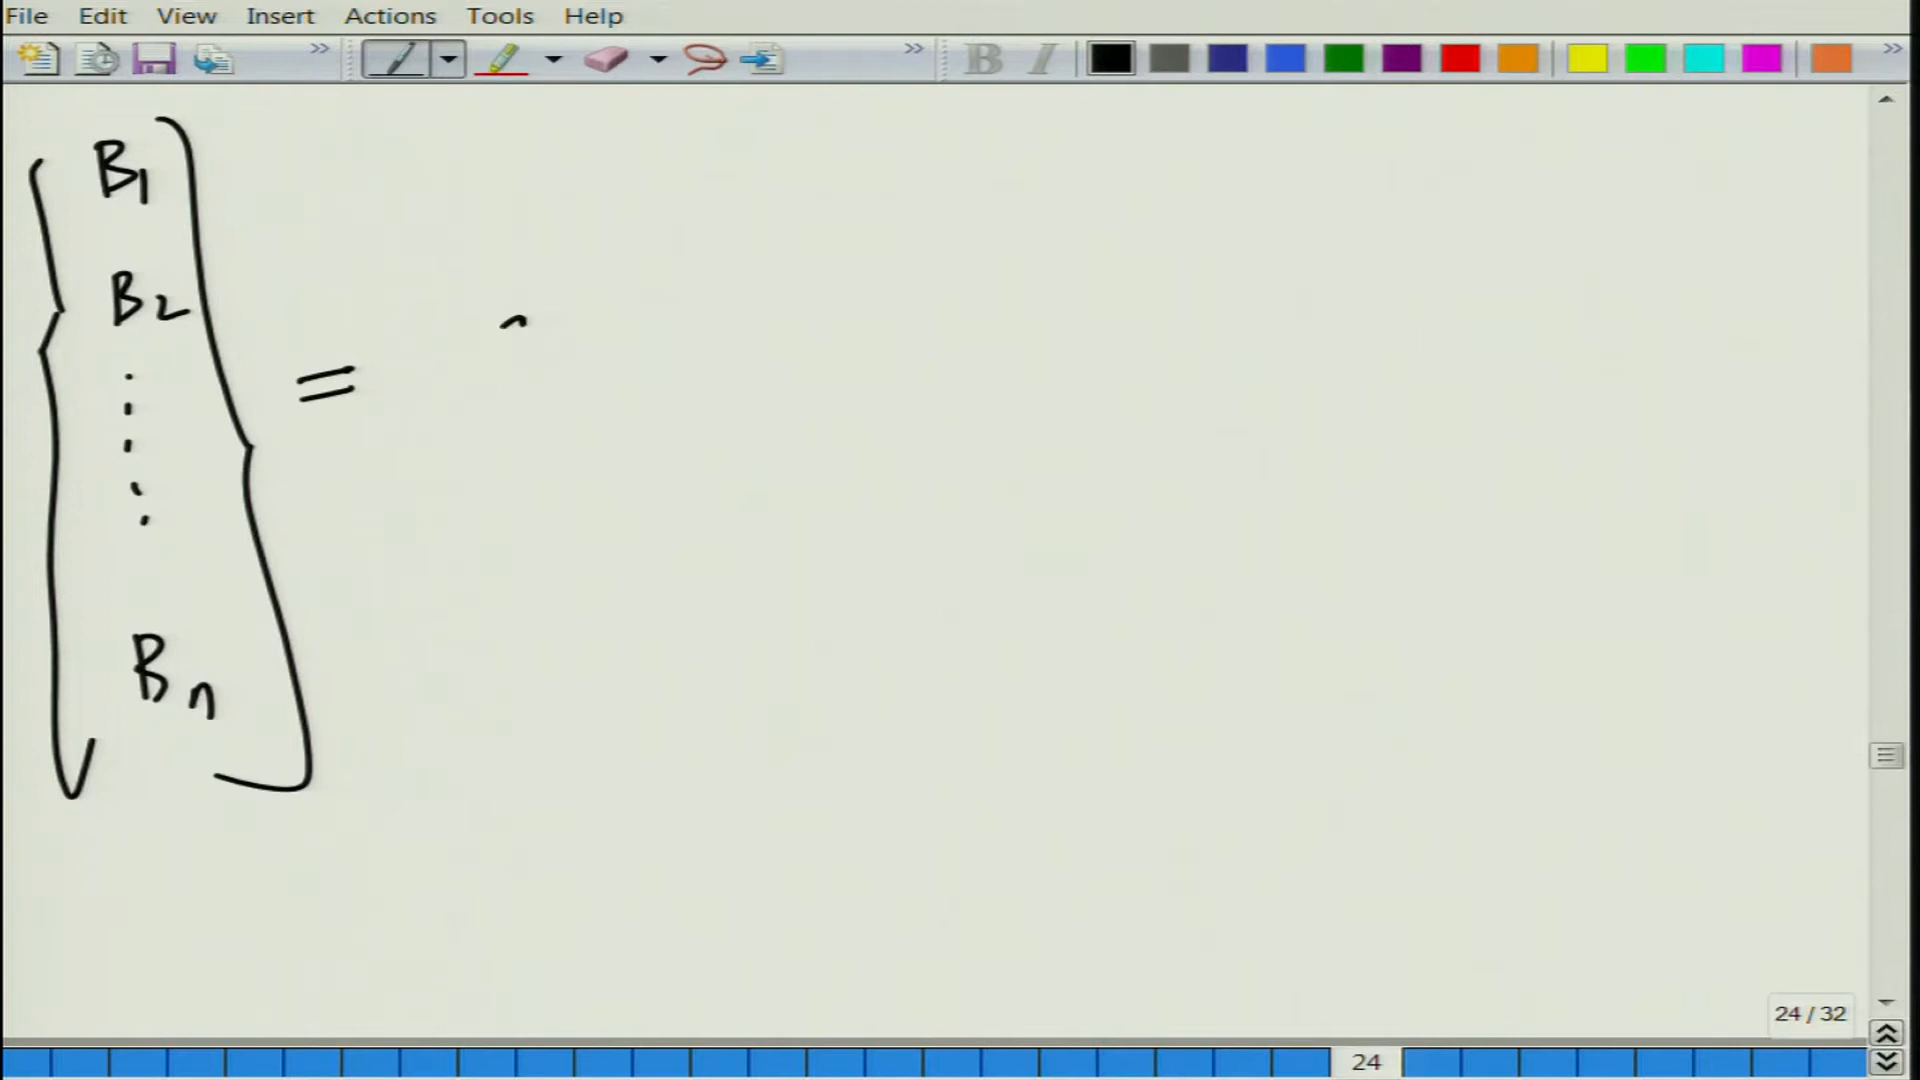 File Edit View Insert Actions Tools Help
B I
B1
B2
=
Bn
24 / 32
24